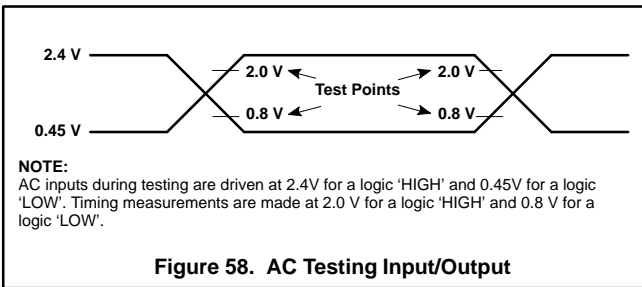 2.4 V
2.0 V
2.0 V
Test Points
0.8 V
0.8 V
0.45 V
NOTE:
AC inputs during testing are driven at 2.4V for a logic ‘HIGH’ and 0.45V for a logic
‘LOW’. Timing measurements are made at 2.0 V for a logic ‘HIGH’ and 0.8 V for a
logic ‘LOW’.
Figure 58. AC Testing Input/Output